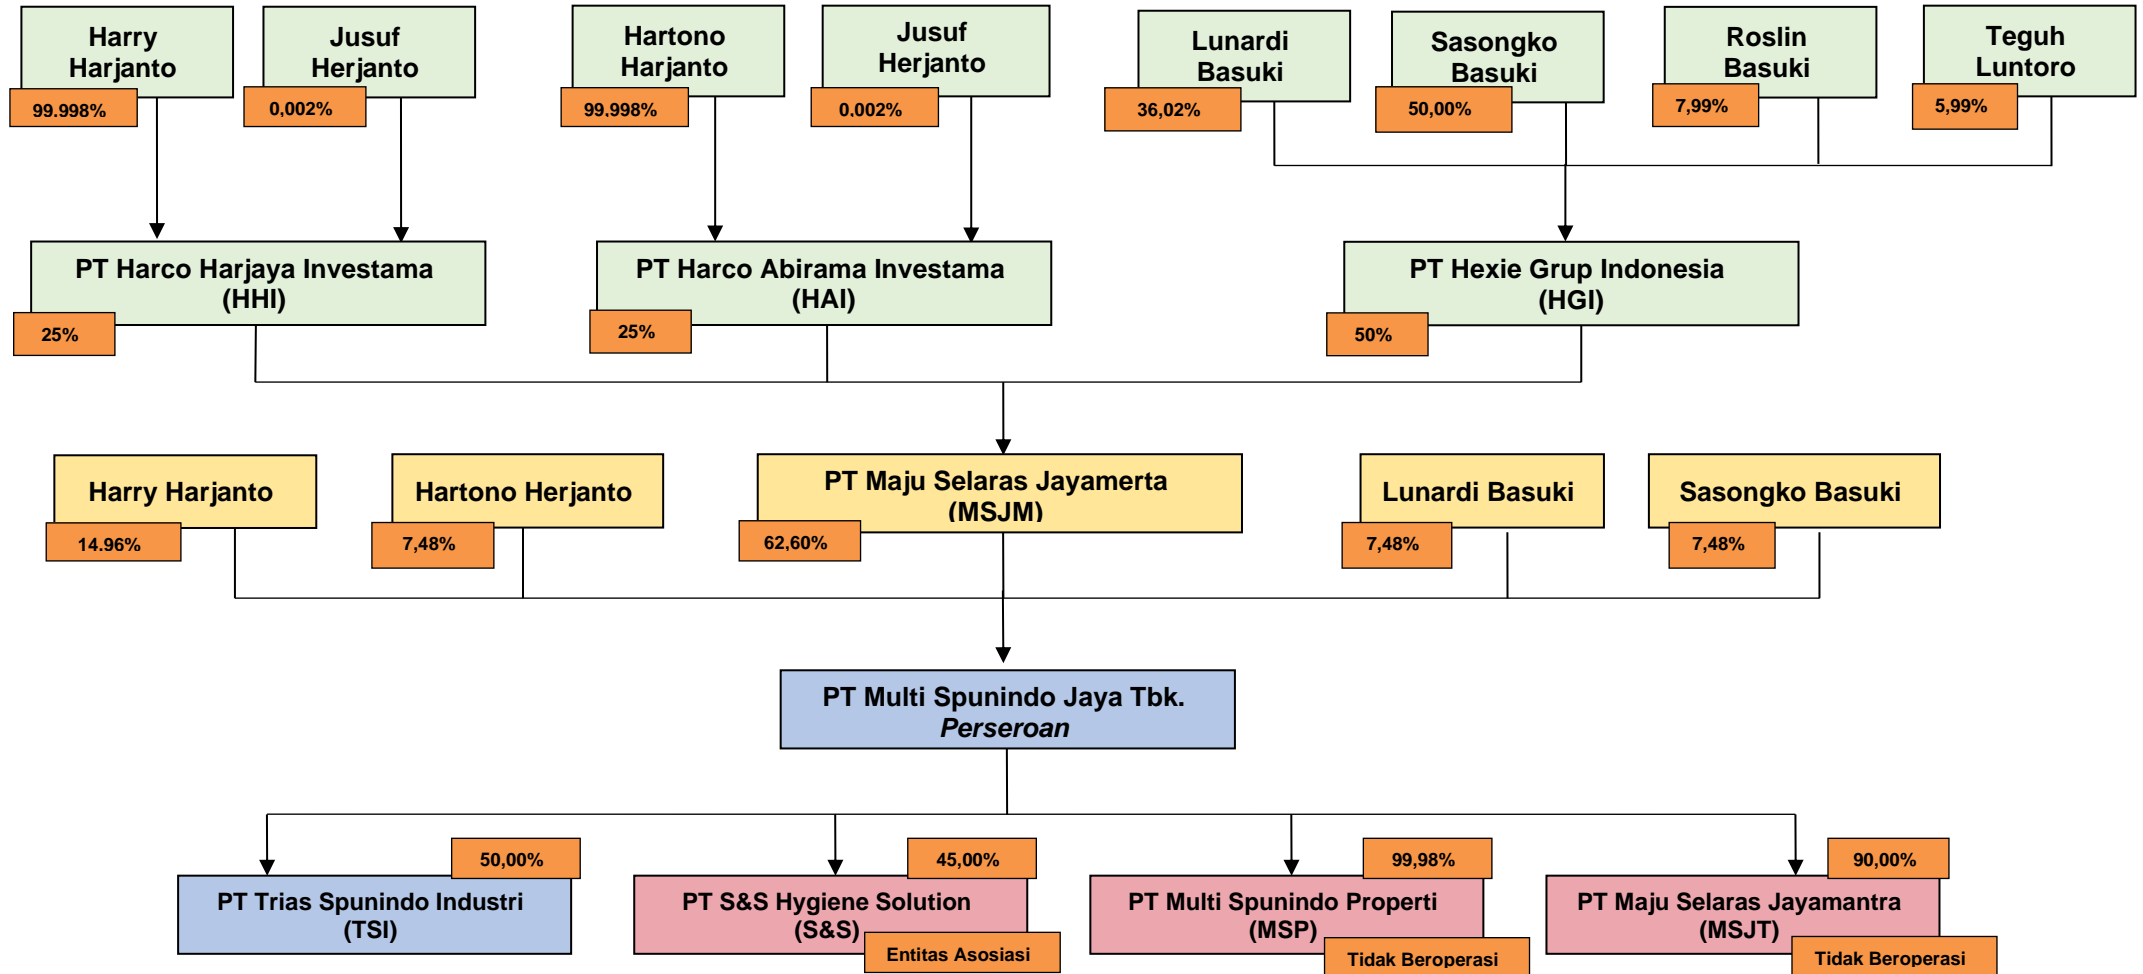 Harry
Harjanto
99.998%
Jusuf
Herjanto
0,002%
Hartono
Harjanto
99,998%
Jusuf
Herjanto
0,002%
Lunardi
Basuki
36,02%
Sasongko
Basuki
50,00%
Roslin
Basuki
7,99%
Teguh
Luntoro
5,99%
PT Harco Harjaya Investama
(HHI)
25%
PT Harco Abirama Investama
(HAI)
25%
PT Hexie Grup Indonesia
(HGI)
50%
Harry Harjanto
14.96%
Hartono Herjanto
7,48%
PT Maju Selaras Jayamerta
(MSJM)
62,60%
Lunardi Basuki
7,48%
Sasongko Basuki
7,48%
PT Multi Spunindo Jaya Tbk.
Perseroan
50,00%
PT Trias Spunindo Industri
(TSI)
45,00%
PT S&S Hygiene Solution
(S&S)
Entitas Asosiasi
99,98%
PT Multi Spunindo Properti
(MSP)
Tidak Beroperasi
90,00%
PT Maju Selaras Jayamantra
(MSJT)
Tidak Beroperasi